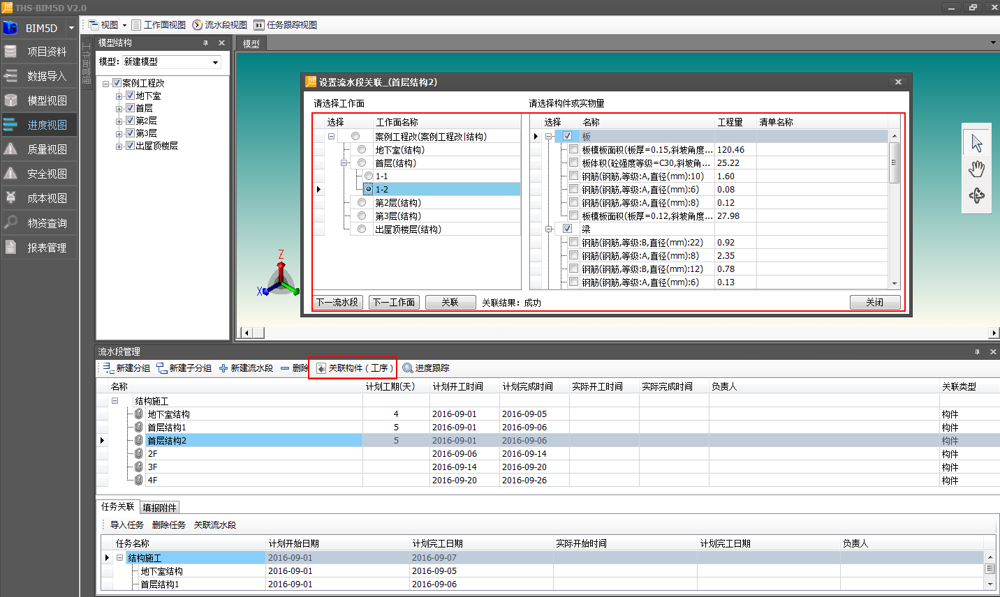 THS-BIM5D V2.0
BIM5D
项目资料
数据导入
模型视图
进度视图
质量视图
安全视图
成本视图
物资查询
报表管理
视图 工作面视图 流水段视图 31 任务跟踪视图
工作面管理
模型结构
模型: 新建模型
案例工程改
地下室
首层
第2层
第3层
出屋顶楼层
模型
设置流水段关联_(首层结构2)
请选择工作面
选择 工作面名称
案例工程改(案例工程改|结构)
地下室(结构)
首层(结构)
1-1
1-2
第2层(结构)
第3层(结构)
出屋顶楼层(结构)
请选择构件或实物量
选择 名称 工程量 清单名称
板
板模板面积(板厚=0.15,斜坡角度... 120.46
板体积(砼强度等级=C30,斜坡角... 25.22
钢筋(钢筋,等级:A,直径(mm):10) 1.60
钢筋(钢筋,等级:A,直径(mm):6) 0.08
钢筋(钢筋,等级:A,直径(mm):8) 0.12
板模板面积(板厚=0.12,斜坡角度... 27.98
梁
钢筋(钢筋,等级:B,直径(mm):22) 0.92
钢筋(钢筋,等级:A,直径(mm):8) 2.35
钢筋(钢筋,等级:B,直径(mm):12) 0.78
钢筋(钢筋,等级:A,直径(mm):6) 0.13
下一流水段 下一工作面 关联 关联结果：成功 关闭
Z
X
流水段管理
新建分组 新建子分组 新建流水段 删除 关联构件（工序） 进度跟踪
名称 计划工期(天) 计划开工时间 计划完成时间 实际开工时间 实际完成时间 负责人 关联类型
结构施工
地下室结构 4 2016-09-01 2016-09-05 构件
首层结构1 5 2016-09-01 2016-09-06 构件
首层结构2 5 2016-09-01 2016-09-06 构件
2F 2016-09-06 2016-09-14 构件
3F 2016-09-14 2016-09-20 构件
4F 2016-09-20 2016-09-26 构件
任务关联 填报附件
导入任务 删除任务 关联流水段
任务名称 计划开始日期 计划完工日期 实际开始时间 计划完工日期 负责人
结构施工 2016-09-01 2016-09-07
地下室结构 2016-09-01 2016-09-05
首层结构1 2016-09-01 2016-09-06